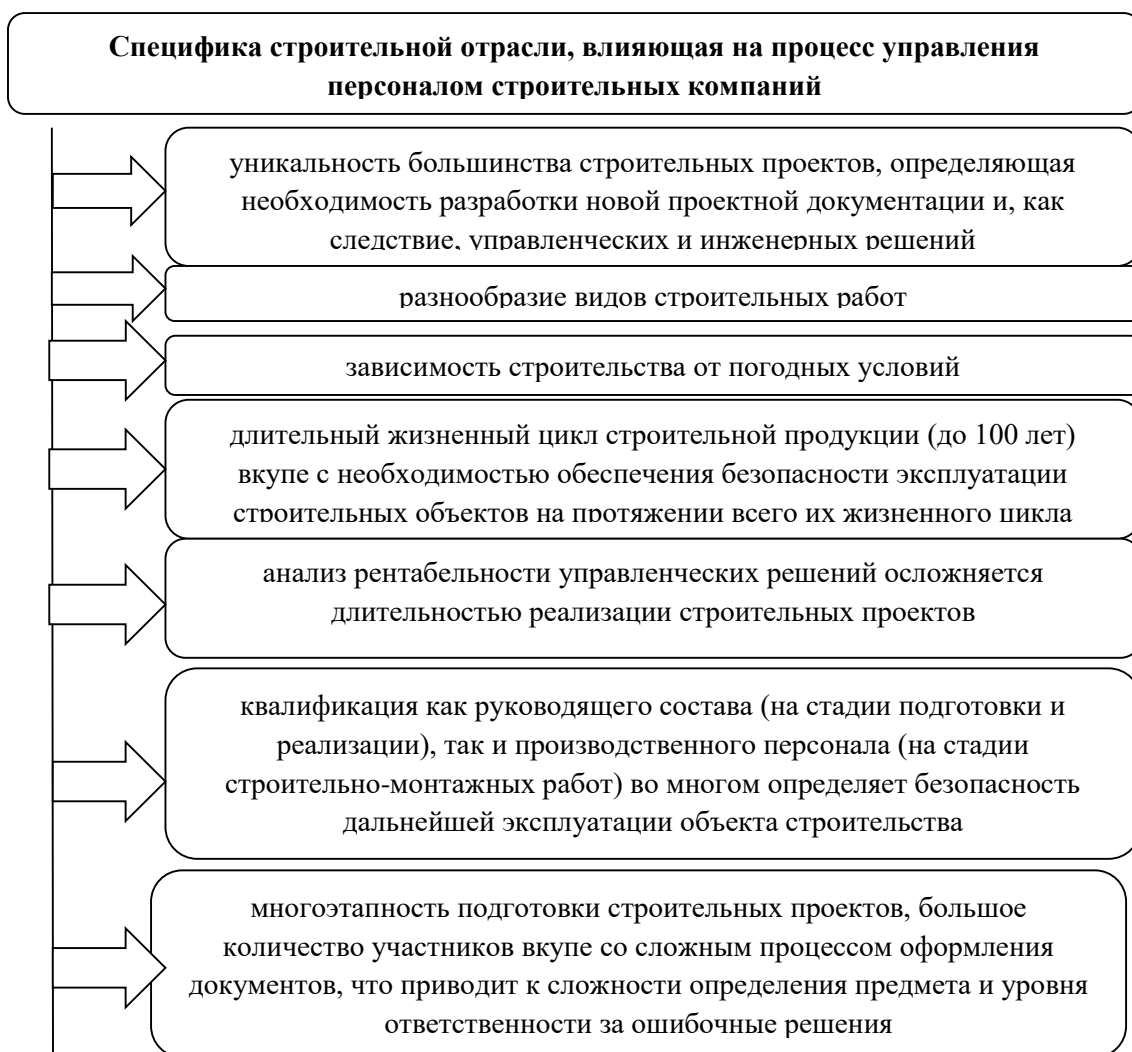 Специфика строительной отрасли, влияющая на процесс управления
персоналом строительных компаний
уникальность большинства строительных проектов, определяющая
необходимость разработки новой проектной документации и, как
следствие, управленческих и инженерных решений
разнообразие видов строительных работ
зависимость строительства от погодных условий
длительный жизненный цикл строительной продукции (до 100 лет)
вкупе с необходимостью обеспечения безопасности эксплуатации
строительных объектов на протяжении всего их жизненного цикла
анализ рентабельности управленческих решений осложняется
длительностью реализации строительных проектов
квалификация как руководящего состава (на стадии подготовки и
реализации), так и производственного персонала (на стадии
строительно-монтажных работ) во многом определяет безопасность
дальнейшей эксплуатации объекта строительства
многоэтапность подготовки строительных проектов, большое
количество участников вкупе со сложным процессом оформления
документов, что приводит к сложности определения предмета и уровня
ответственности за ошибочные решения